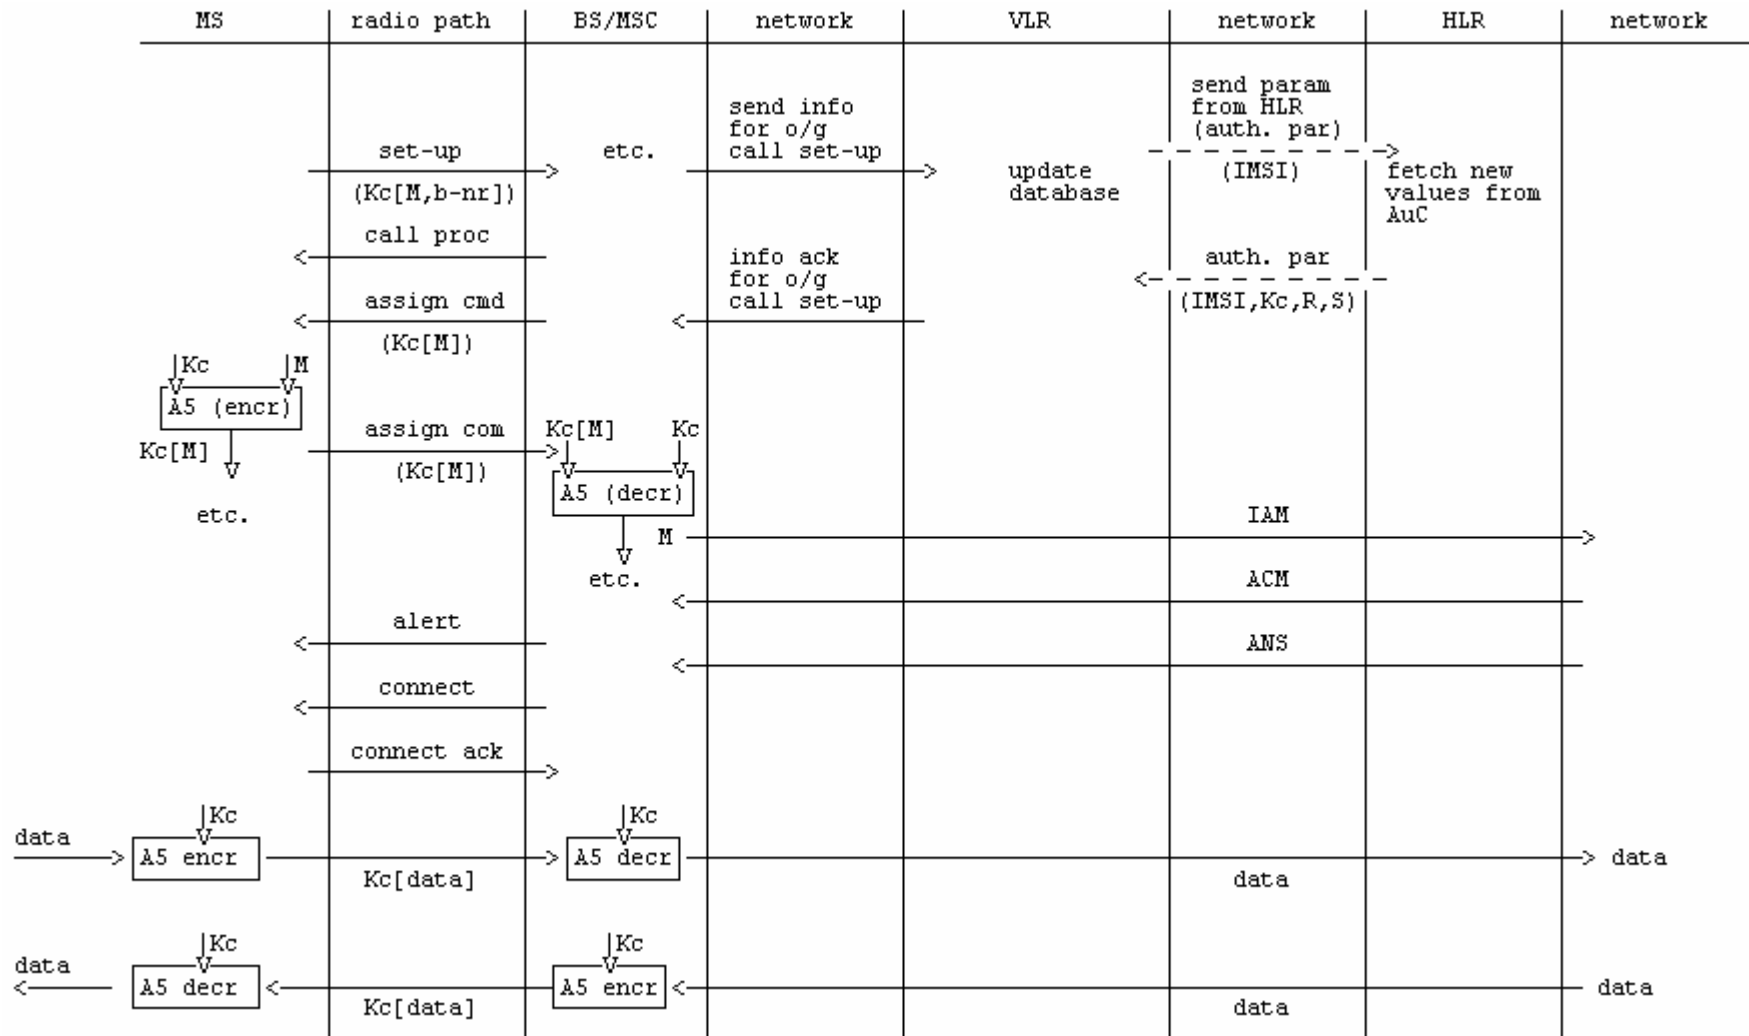 MS radio path BS/MSC network VLR network HLR network
send param
send info from HLR
for o/g (auth. par)
set-up etc. call set-up
update (IMSI) fetch new
(Kc[M,b-nr]) database values from
AuC
call proc
info ack auth. par
for o/g
assign cmd call set-up (IMSI,Kc,R,S)
(Kc[M])
Kc M
A5 (encr)
assign com Kc[M] Kc
Kc[M] (Kc[M])
A5 (decr)
etc. IAM
M
etc. ACM
alert
ANS
connect
connect ack
Kc Kc
data
A5 encr A5 decr data
Kc[data] data
Kc Kc
data
A5 decr A5 encr data
Kc[data] data